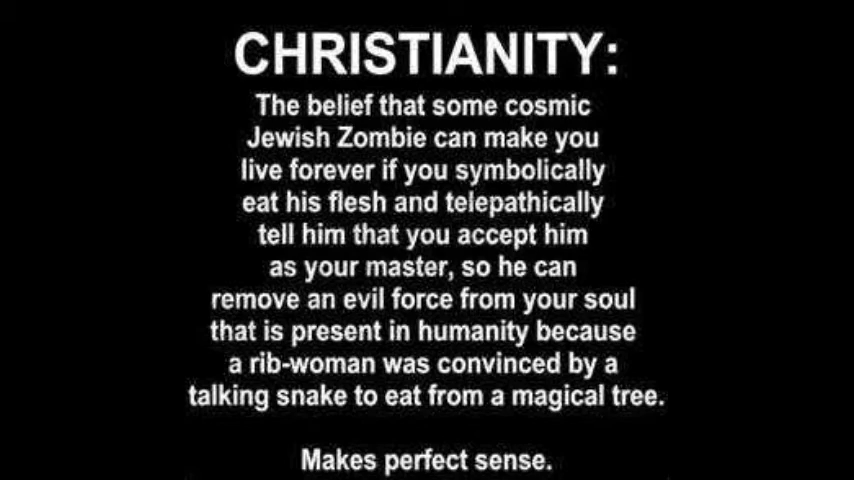 CHRISTIANITY:
The belief that some cosmic
Jewish Zombie can make you
live forever if you symbolically
eat his flesh and telepathically
tell him that you accept him
as your master, so he can
remove an evil force from your soul
that is present in humanity because
a rib-woman was convinced by a
talking snake to eat from a magical tree.
Makes perfect sense.